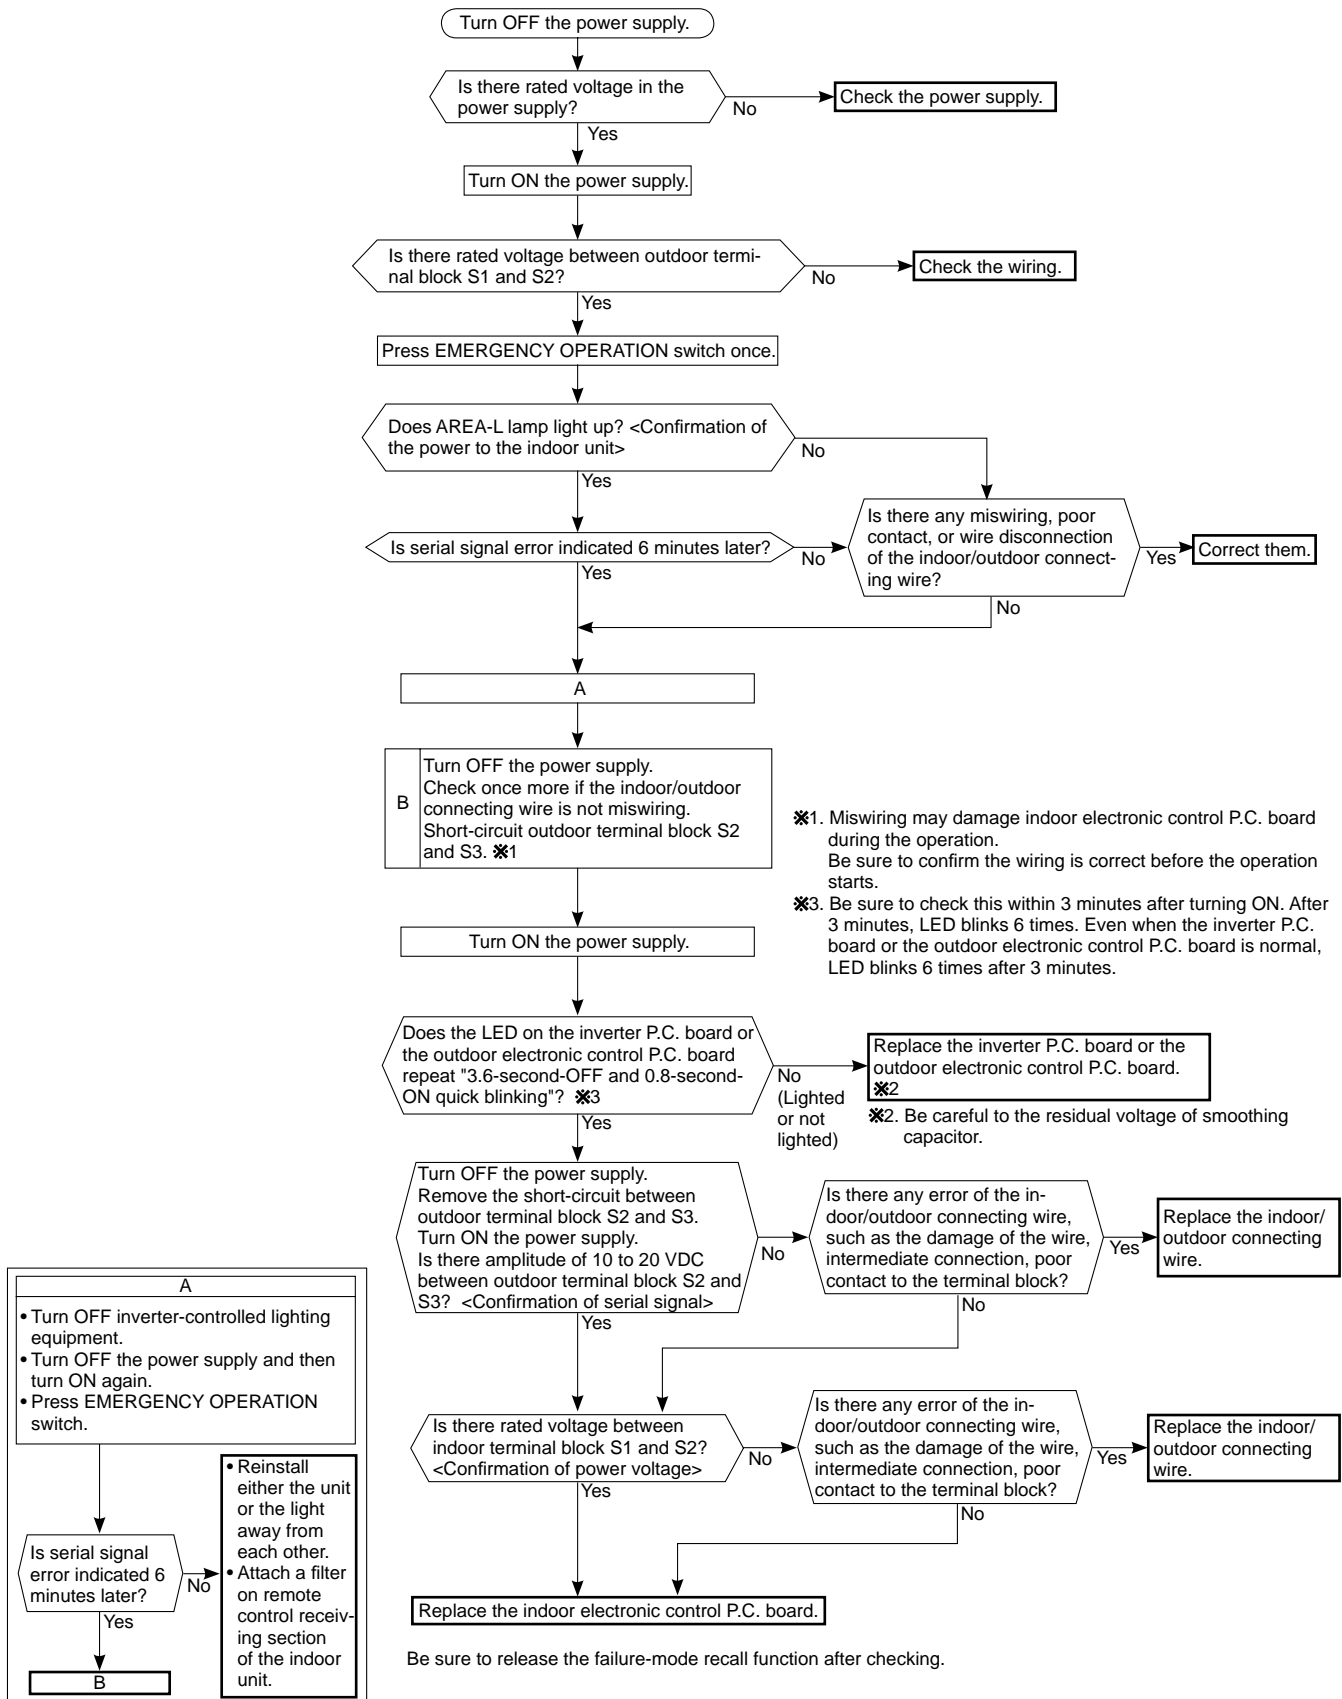 Turn OFF the power supply.
Is there rated voltage in the
power supply?
No
Check the power supply.
Yes
Turn ON the power supply.
Is there rated voltage between outdoor termi-
nal block S1 and S2?
No
Check the wiring.
Yes
Press EMERGENCY OPERATION switch once.
Does AREA-L lamp light up? <Confirmation of
the power to the indoor unit>
No
Yes
Is serial signal error indicated 6 minutes later?
No
Yes
Is there any miswiring, poor
contact, or wire disconnection
of the indoor/outdoor connect-
ing wire?
Yes
Correct them.
No
A
B
Turn OFF the power supply.
Check once more if the indoor/outdoor
connecting wire is not miswiring.
Short-circuit outdoor terminal block S2
and S3. ※1
※1. Miswiring may damage indoor electronic control P.C. board
during the operation.
Be sure to confirm the wiring is correct before the operation
starts.
※3. Be sure to check this within 3 minutes after turning ON. After
3 minutes, LED blinks 6 times. Even when the inverter P.C.
board or the outdoor electronic control P.C. board is normal,
LED blinks 6 times after 3 minutes.
Turn ON the power supply.
Does the LED on the inverter P.C. board or
the outdoor electronic control P.C. board
repeat "3.6-second-OFF and 0.8-second-
ON quick blinking"? ※3
No
(Lighted
or not
lighted)
Yes
Replace the inverter P.C. board or the
outdoor electronic control P.C. board.
※2
※2. Be careful to the residual voltage of smoothing
capacitor.
Turn OFF the power supply.
Remove the short-circuit between
outdoor terminal block S2 and S3.
Turn ON the power supply.
Is there amplitude of 10 to 20 VDC
between outdoor terminal block S2 and
S3? <Confirmation of serial signal>
No
Yes
Is there any error of the in-
door/outdoor connecting wire,
such as the damage of the wire,
intermediate connection, poor
contact to the terminal block?
Yes
Replace the indoor/
outdoor connecting
wire.
No
Is there rated voltage between
indoor terminal block S1 and S2?
<Confirmation of power voltage>
No
Yes
Is there any error of the in-
door/outdoor connecting wire,
such as the damage of the wire,
intermediate connection, poor
contact to the terminal block?
Yes
Replace the indoor/
outdoor connecting
wire.
No
Replace the indoor electronic control P.C. board.
Be sure to release the failure-mode recall function after checking.
A
• Turn OFF inverter-controlled lighting
equipment.
• Turn OFF the power supply and then
turn ON again.
• Press EMERGENCY OPERATION
switch.
Is serial signal
error indicated 6
minutes later?
No
Yes
• Reinstall
either the unit
or the light
away from
each other.
• Attach a filter
on remote
control receiv-
ing section
of the indoor
unit.
B